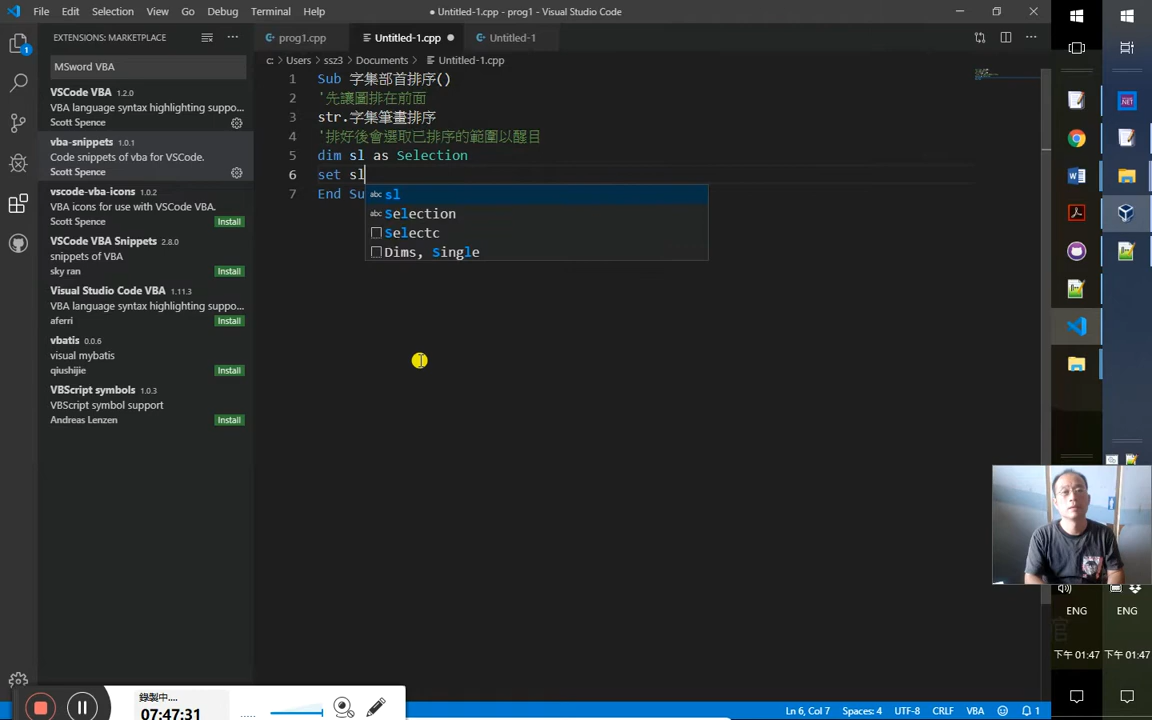 File Edit Selection View Go Debug Terminal Help
● Untitled-1.cpp - prog1 - Visual Studio Code
EXTENSIONS: MARKETPLACE
MSword VBA
VSCode VBA 1.2.0
VBA language syntax highlighting suppo...
Scott Spence
vba-snippets 1.0.1
Code snippets of vba for VSCode.
Scott Spence
vscode-vba-icons 1.0.2
VBA icons for use with VSCode VBA.
Scott Spence Install
VSCode VBA Snippets 2.8.0
snippets of VBA
sky ran Install
Visual Studio Code VBA 1.11.3
VBA language syntax highlighting suppo...
aferri Install
vbatis 0.0.6
visual mybatis
qiushijie Install
VBScript symbols 1.0.3
VBScript symbol support
Andreas Lenzen Install
prog1.cpp Untitled-1.cpp ● Untitled-1
c: > Users > ssz3 > Documents > Untitled-1.cpp
1 Sub 字集部首排序()
2 '先讓圖排在前面
3 str.字集筆畫排序
4 '排好後會選取已排序的範圍以醒目
5 dim sl as Selection
6 set sl
7 End Su
abc sl
abc Selection
Selectc
Dims, Single
錄製中....
07:47:31
.....
Ln 6, Col 7 Spaces: 4 UTF-8 CRLF VBA 1
ENG ENG
下午 01:47 下午 01:47